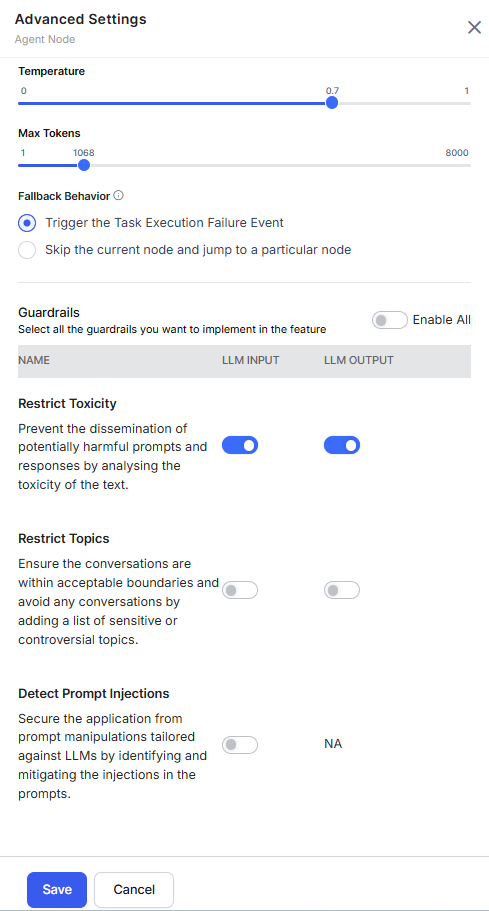 Advanced Settings
Agent Node
Temperature
0 0.7 1
Max Tokens
1 1068 8000
Fallback Behavior
Trigger the Task Execution Failure Event
Skip the current node and jump to a particular node
Guardrails
Enable All
Select all the guardrails you want to implement in the feature
NAME LLM INPUT LLM OUTPUT
Restrict Toxicity
Prevent the dissemination of
potentially harmful prompts and
responses by analysing the
toxicity of the text.
Restrict Topics
Ensure the conversations are
within acceptable boundaries and
avoid any conversations by
adding a list of sensitive or
controversial topics.
Detect Prompt Injections
Secure the application from
prompt manipulations tailored
against LLMs by identifying and
mitigating the injections in the
prompts.
NA
Save Cancel